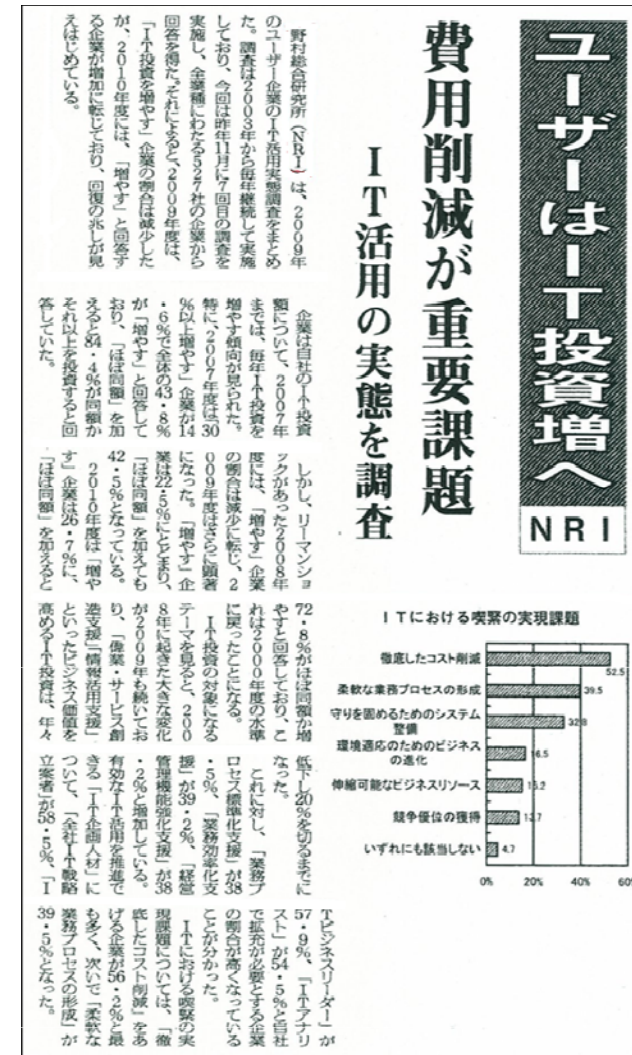 ユーザーはIT投資増へ
NRI
費用削減が重要課題
IT活用の実態を調査
野村総合研究所(NRI)は、2009年
のユーザー企業のIT活用実態調査をまとめ
た。調査は2003年から毎年継続して実施
しており、今回は昨年11月に7回目の調査を
実施し、全業種にわたる527社の企業から
回答を得た。それによると、2009年度は、
「IT投資を増やす」企業の割合は減少した
が、2010年度には、「増やす」と回答す
る企業が増加に転じており、回復の兆しが見
えはじめている。
企業は自社のIT投資
額について、2007年
までは、毎年IT投資を
増やす傾向が見られた。
特に、2007年度は「30
%以上増やす」企業が14
・6%で全体の43・8%
が「増やす」と回答して
おり、「ほぼ同額」を加
えると84・4%が同額か
それ以上を投資すると回
答していた。
しかし、リーマンショ
ックがあった2008年
度には、「増やす」企業
の割合は減少に転じ、2
009年度はさらに顕著
になった。「増やす」企
業は22・5%にとどまり、
「ほぼ同額」を加えても
42・5%となっている。
2010年度は「増や
す」企業は26・7%に、
「ほぼ同額」を加えると
72・8%がほぼ同額か増
やすと回答しており、こ
れは2000年度の水準
に戻ったことになる。
IT投資の対象になる
テーマを見ると、200
8年に起きた大きな変化
が2009年も続いてお
り、「偉業・サービス創
造支援」「情報活用支援」
といったビジネス価値を
高めるIT投資は、年々
低下し20%を切るまでに
なった。
これに対し、「業務プ
ロセス標準化支援」が38
・5%、「業務効率化支
援」が39・2%、「経営
管理機能強化支援」が38
・2%と増加している。
有効なIT活用を推進で
きる「IT企画人材」に
ついて、「全社IT戦略
立案者」が58・5%、「I
Tビジネスリーダー」が
57・9%、「ITアナリ
スト」が54・5%と自社
で拡充が必要とする企業
の割合が高くなっている
ことが分かった。
ITにおける喫緊の実
現課題については、「徹
底したコスト削減」をあ
げる企業が56・2%と最
も多く、次いで「柔軟な
業務プロセスの形成」が
39・5%となった。
ITにおける喫緊の実現課題
徹底したコスト削減
52.5
柔軟な業務プロセスの形成
39.5
守りを固めるためのシステム
整備
32.8
環境適応のためのビジネス
の進化
16.5
伸縮可能なビジネスリソース
15.2
競争優位の獲得
13.7
いずれにも該当しない
4.7
0% 20% 40% 60%